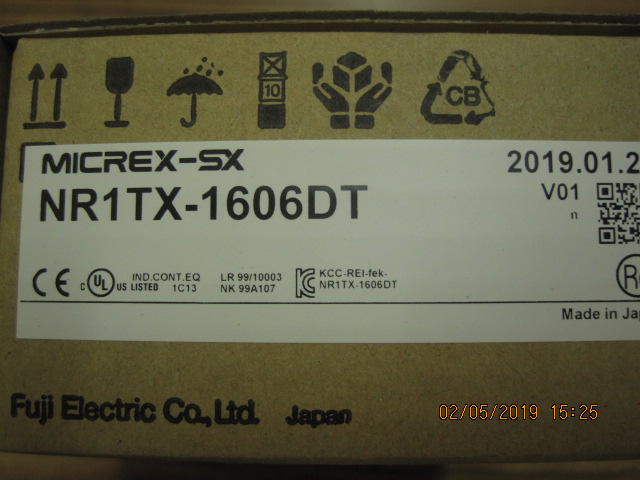 10
CB
MICREX-SX
2019.01.2
NR1TX-1606DT
V01
n
CE
C UL US LISTED
IND.CONT.EQ
1C13
LR 99/10003
NK 99A107
KCC-REI-fek-
NR1TX-1606DT
Made in Jap
Fuji Electric Co.,Ltd. Japan
02/05/2019 15:25